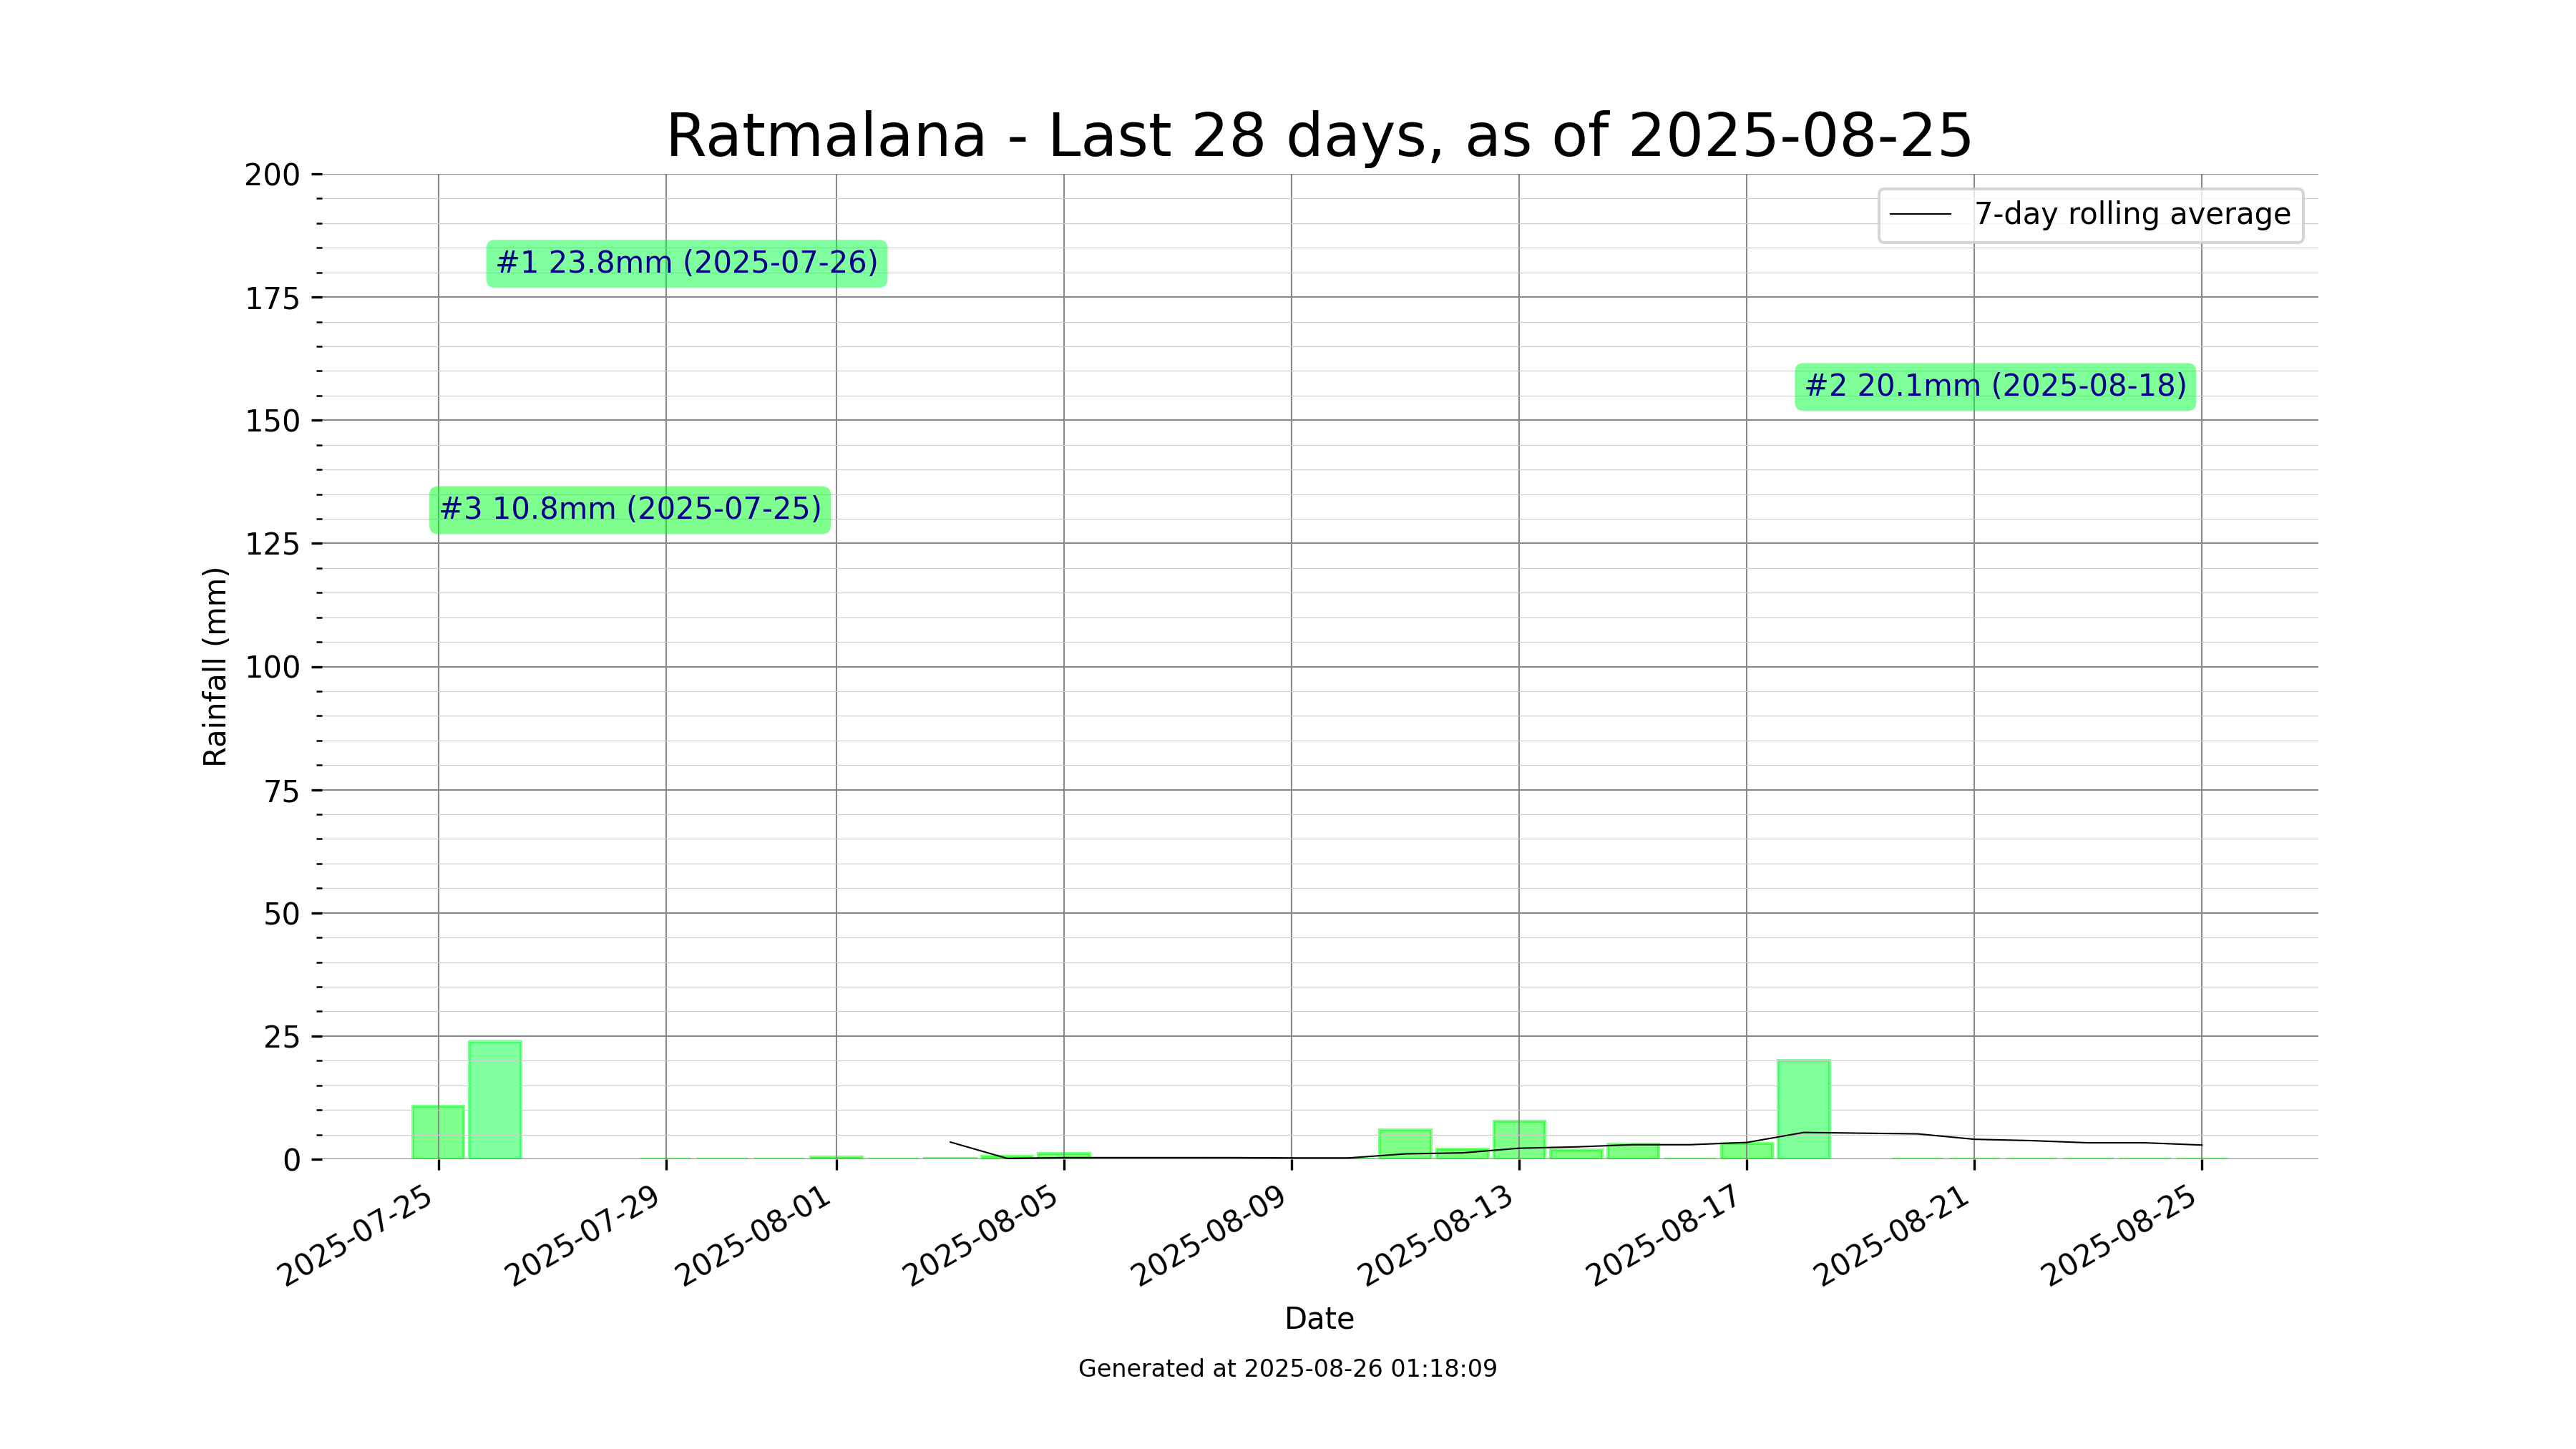 Ratmalana - Last 28 days, as of 2025-08-25
7-day rolling average
#1 23.8mm (2025-07-26)
#2 20.1mm (2025-08-18)
#3 10.8mm (2025-07-25)
Rainfall (mm)
200
175
150
125
100
75
50
25
0
2025-07-25
2025-07-29
2025-08-01
2025-08-05
2025-08-09
2025-08-13
2025-08-17
2025-08-21
2025-08-25
Date
Generated at 2025-08-26 01:18:09